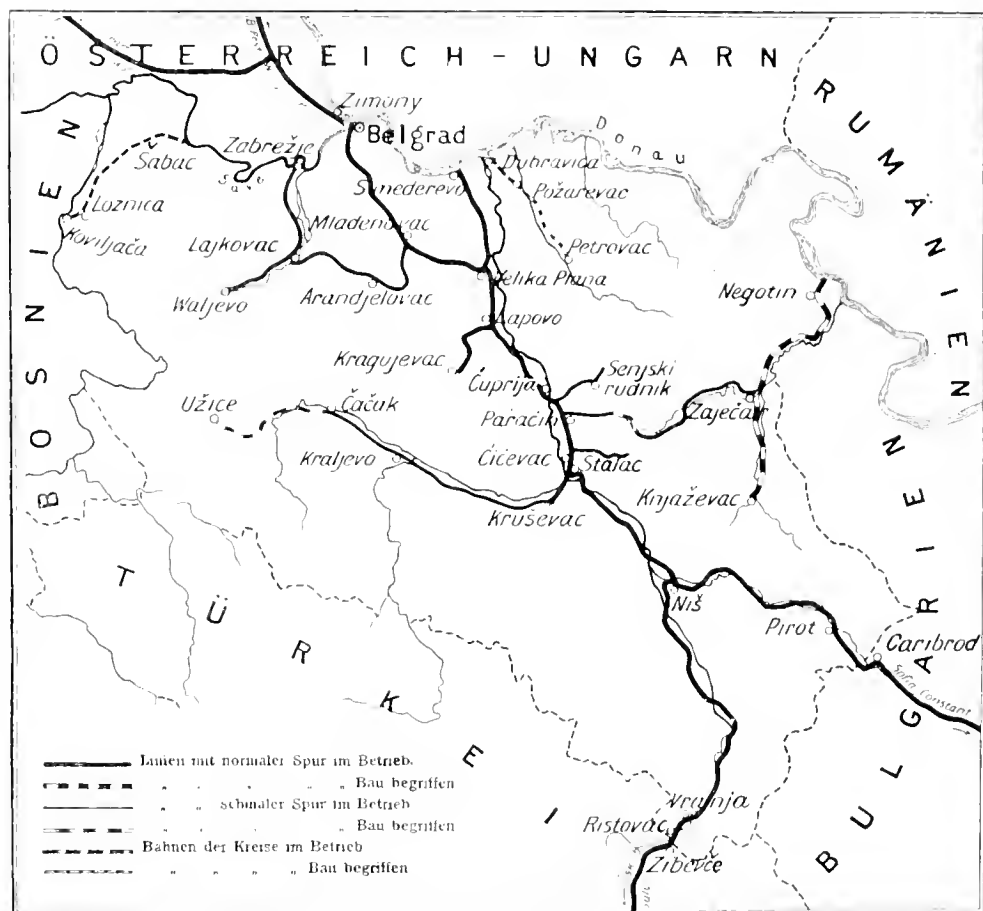 ÖSTERREICH-UNGARN
RUMÄNIEN
BOSNIEN
Zimony
Belgrad
Donau
Zabrežje
Šabac
Save
Dubravica
Smederevo
Požarevac
Loznica
Koviljača
Mladenovac
Lajkovac
Petrovac
Waljevo
Arandjelovac
Velika Plana
Negotin
Lapovo
Kragujevac
Ćuprija
Senjski
rudnik
Užice
Čačak
Paraćin
Zaječar
Kraljevo
Ćićevac
Stalac
Kruševac
Knjaževac
TÜRKEI
Niš
Pirot
Caribrod
BULGARIEN
Linien mit normaler Spur im Betrieb.
" " " " Bau begriffen
" " schmaler Spur im Betrieb
" " " " Bau begriffen
Bahnen der Kreise im Betrieb
" " " " Bau begriffen
Vranja
Ristovac
Zibevče